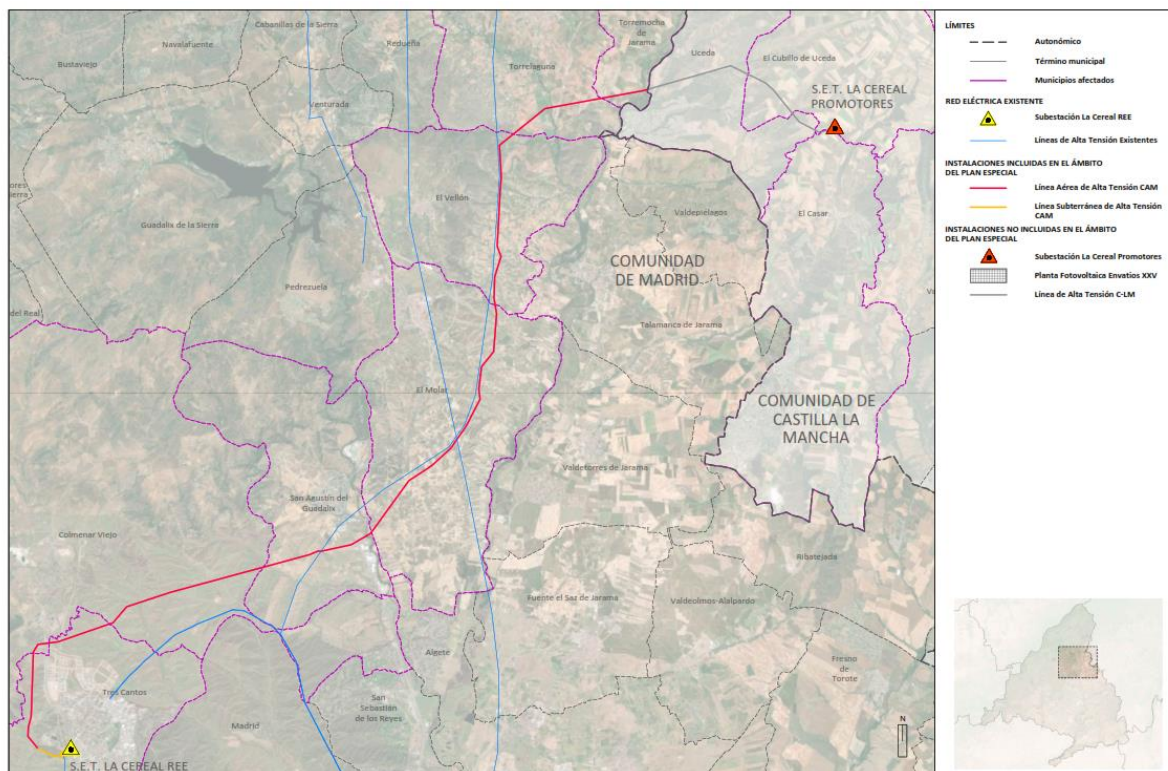 Cabanillas de la Sierra
Torremocha
de
Jarama
Navalafuente
Redueña
Uceda
El Cubillo de Uceda
Bustaviejo
Torrelaguna
Venturada
S.E.T. LA CEREAL
PROMOTORES
El Vellón
Valdepiélagos
El Casar
Guadalix de la Sierra
COMUNIDAD
DE MADRID
Pedrezuela
del Real
Talamanca de Jarama
El Molar
COMUNIDAD DE
CASTILLA LA
MANCHA
Valdetorres de Jarama
San Agustín del
Guadalix
Colmenar Viejo
Ribatejada
Fuente el Saz de Jarama
Valdeolmos-Alalpardo
Algete
Fresno
de
Torote
Tres Cantos
San
Sebastián
de los Reyes
Madrid
N
S.E.T. LA CEREAL REE
LÍMITES
Autonómico
Término municipal
Municipios afectados
RED ELÉCTRICA EXISTENTE
Subestación La Cereal REE
Líneas de Alta Tensión Existentes
INSTALACIONES INCLUIDAS EN EL ÁMBITO
DEL PLAN ESPECIAL
Línea Aérea de Alta Tensión CAM
Línea Subterránea de Alta Tensión
CAM
INSTALACIONES NO INCLUIDAS EN EL ÁMBITO
DEL PLAN ESPECIAL
Subestación La Cereal Promotores
Planta Fotovoltaica Envatios XXV
Línea de Alta Tensión C-LM